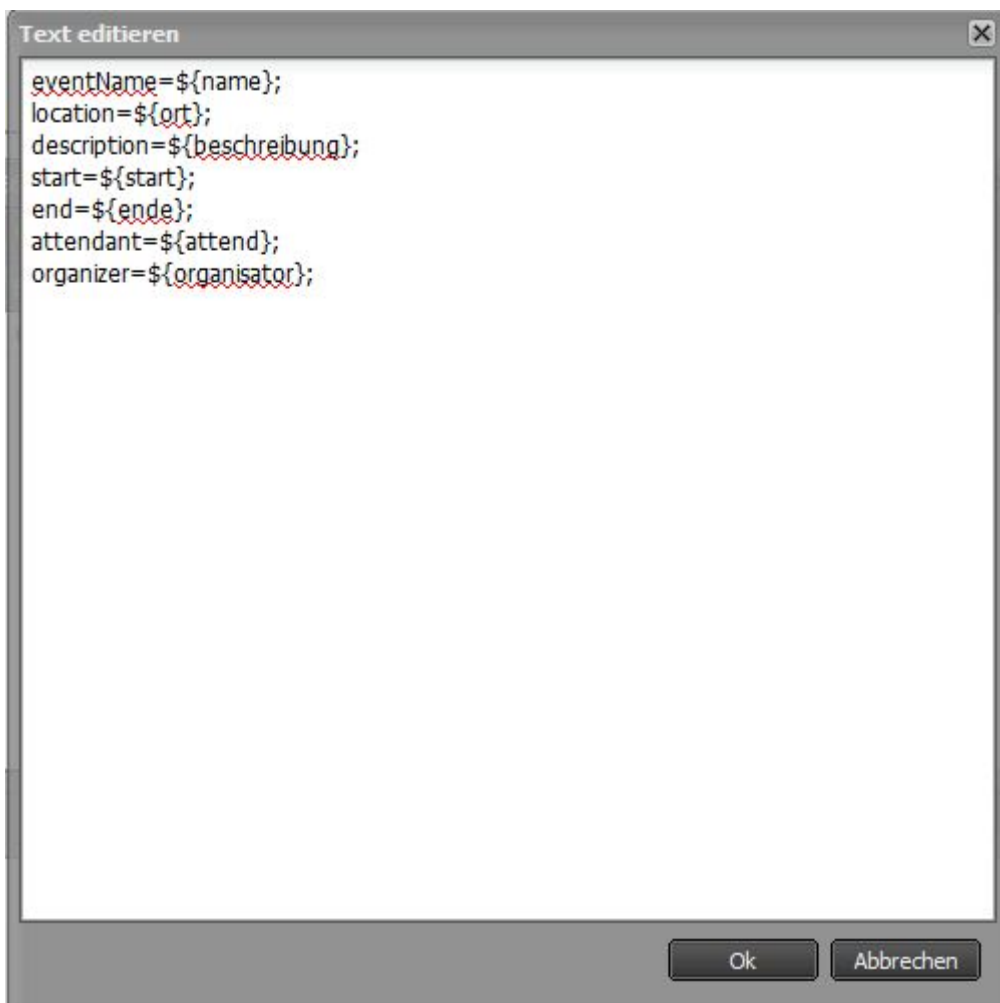 Text editieren
eventName=${name};
location=${ort};
description=${beschreibung};
start=${start};
end=${ende};
attendant=${attend};
organizer=${organisator};
Ok Abbrechen